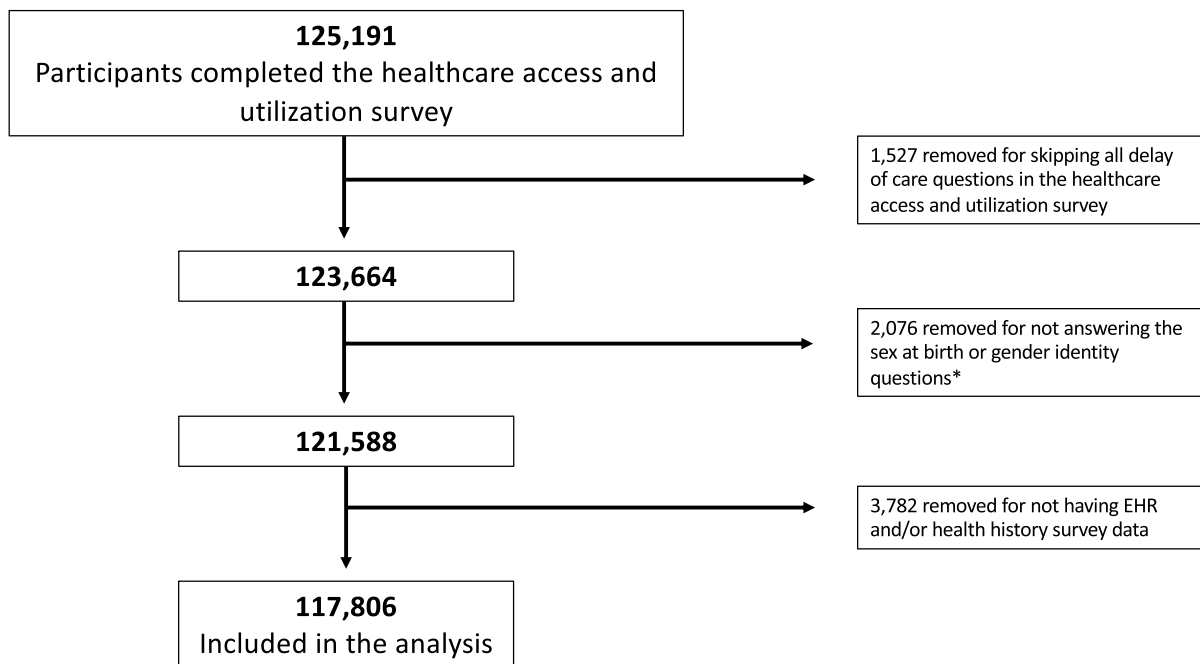 125,191
Participants completed the healthcare access and
utilization survey
1,527 removed for skipping all delay
of care questions in the healthcare
access and utilization survey
123,664
2,076 removed for not answering the
sex at birth or gender identity
questions*
121,588
3,782 removed for not having EHR
and/or health history survey data
117,806
Included in the analysis